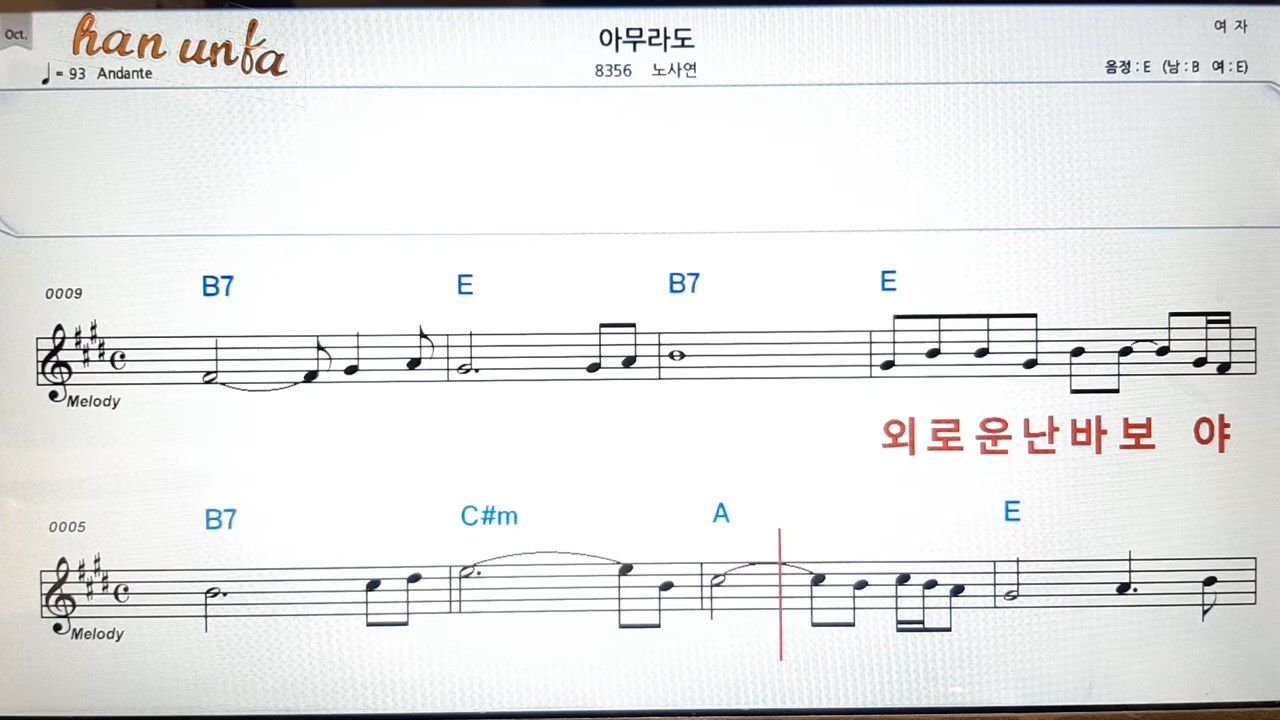 Oct.
han unfa
♩ = 93 Andante
아무라도
8356 노사연
여 자
음정 : E (남 : B 여 : E)
B7 E B7 E
0009
Melody
외로운난바보 야
B7 C#m A E
0005
Melody